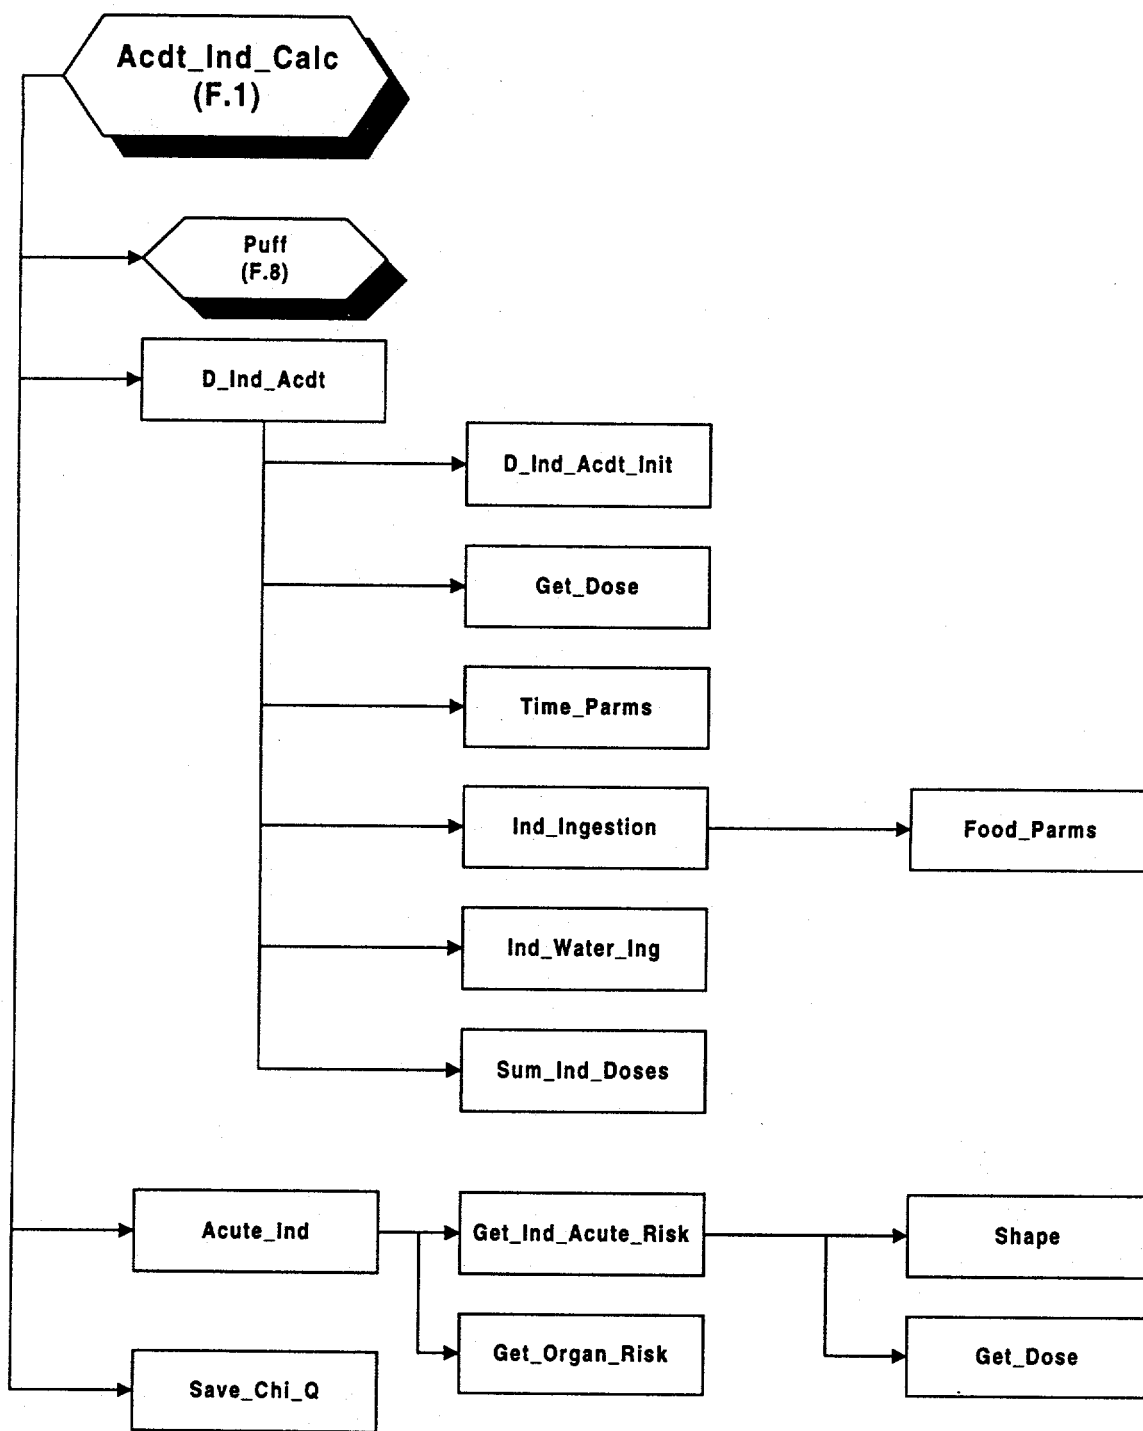 Acdt_Ind_Calc
(F.1)
Puff
(F.8)
D_Ind_Acdt
D_Ind_Acdt_Init
Get_Dose
Time_Parms
Ind_Ingestion
Food_Parms
Ind_Water_Ing
Sum_Ind_Doses
Acute_Ind
Get_Ind_Acute_Risk
Shape
Get_Organ_Risk
Get_Dose
Save_Chi_Q